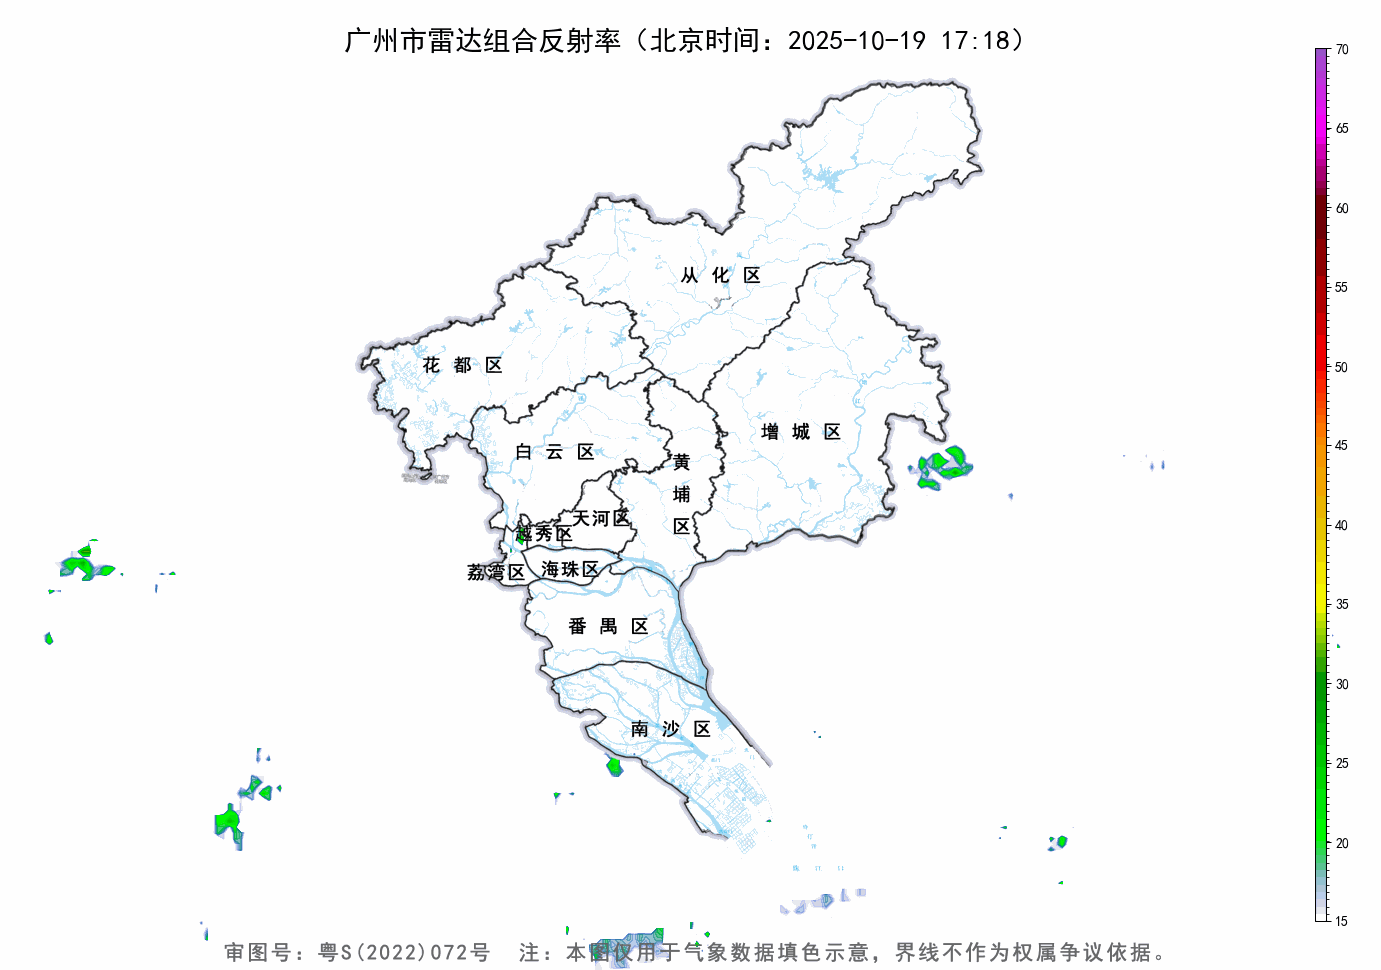 广州市雷达组合反射率（北京时间：2025-10-19 17:18）
70
65
60
55
50
45
40
35
30
25
20
15
从化区
花都区
增城区
白云区
黄埔区
天河区
越秀区
海珠区
荔湾区
番禺区
南沙区
审图号：粤S(2022)072号 注：本图仅用于气象数据填色示意，界线不作为权属争议依据。